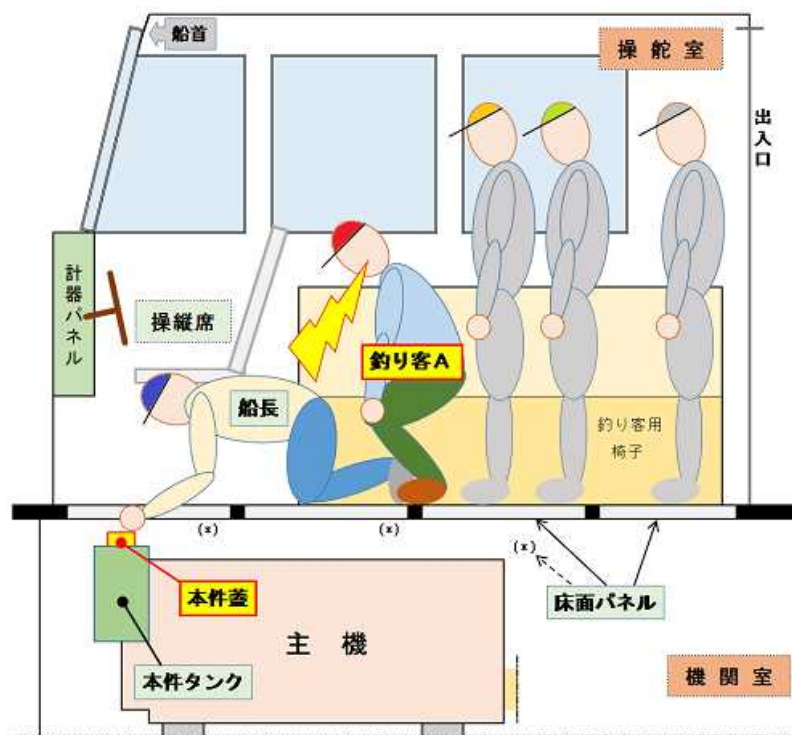 船首
操舵室
出入口
計器パネル
操縦席
釣り客A
船長
釣り客用
椅子
(x)
(x)
(x)
本件蓋
床面パネル
主機
本件タンク
機関室